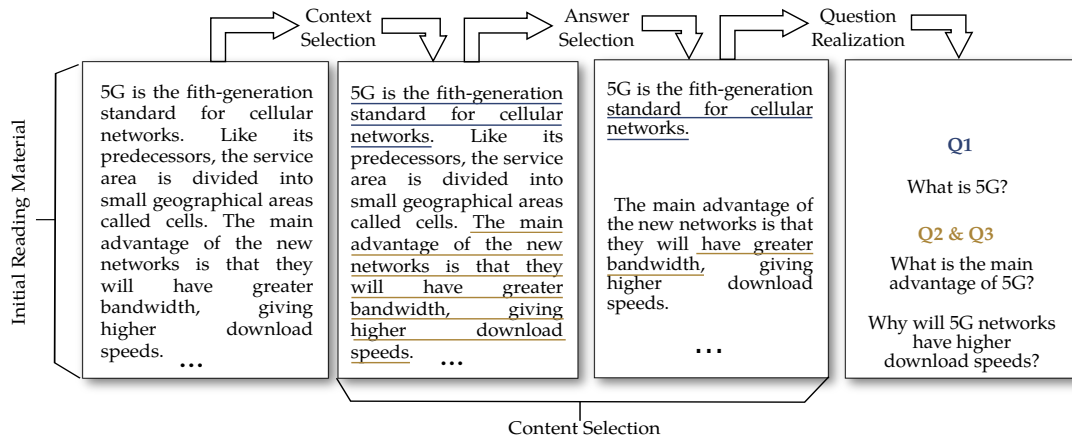 Context
Selection
Answer
Selection
Question
Realization
Initial Reading Material
5G is the fith-generation
standard for cellular
networks. Like its
predecessors, the service
area is divided into
small geographical areas
called cells. The main
advantage of the new
networks is that they
will have greater
bandwidth, giving
higher download
speeds.
...
5G is the fith-generation
standard for cellular
networks. Like its
predecessors, the service
area is divided into
small geographical areas
called cells. The main
advantage of the new
networks is that they
will have greater
bandwidth, giving
higher download
speeds.
...
5G is the fith-generation
standard for cellular
networks.
The main advantage of
the new networks is that
they will have greater
bandwidth, giving
higher download
speeds.
...
Q1
What is 5G?
Q2 & Q3
What is the main
advantage of 5G?
Why will 5G networks
have higher
download speeds?
Content Selection